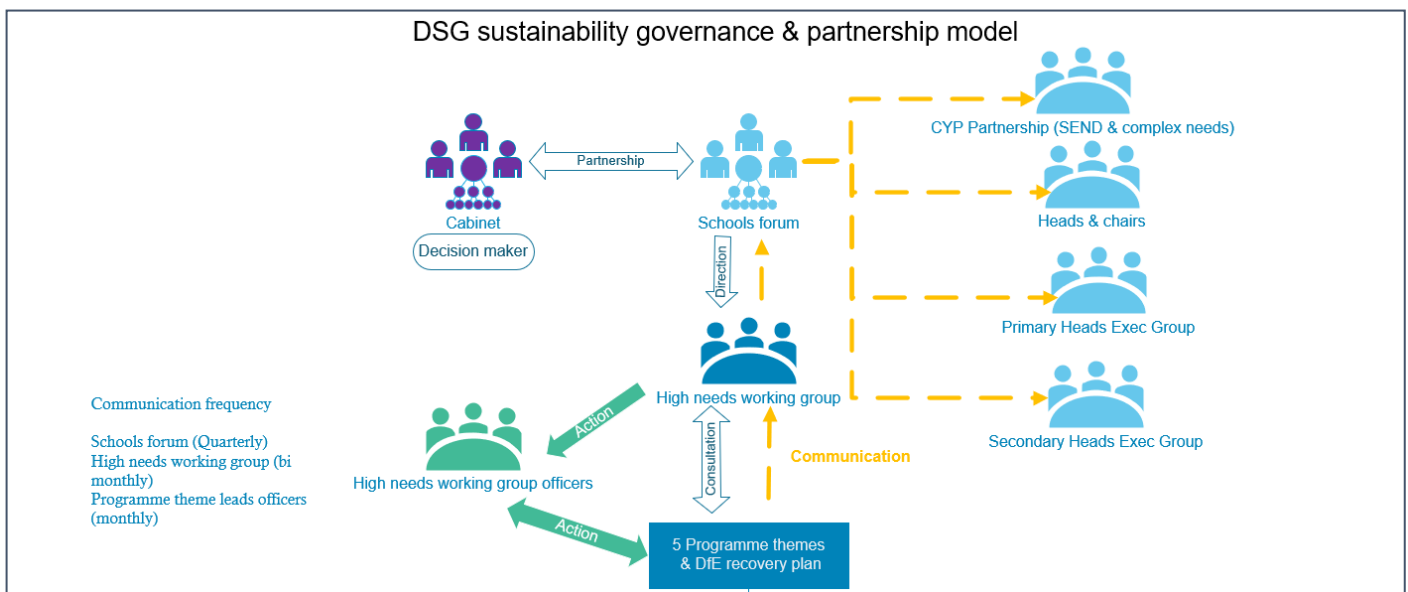 DSG sustainability governance & partnership model
CYP Partnership (SEND & complex needs)
Partnership
Cabinet
Decision maker
Schools forum
Heads & chairs
Direction
Primary Heads Exec Group
High needs working group
Secondary Heads Exec Group
Communication frequency
Schools forum (Quarterly)
High needs working group (bi
monthly)
Programme theme leads officers
(monthly)
Action
High needs working group officers
Consultation
Communication
Action
5 Programme themes
& DfE recovery plan